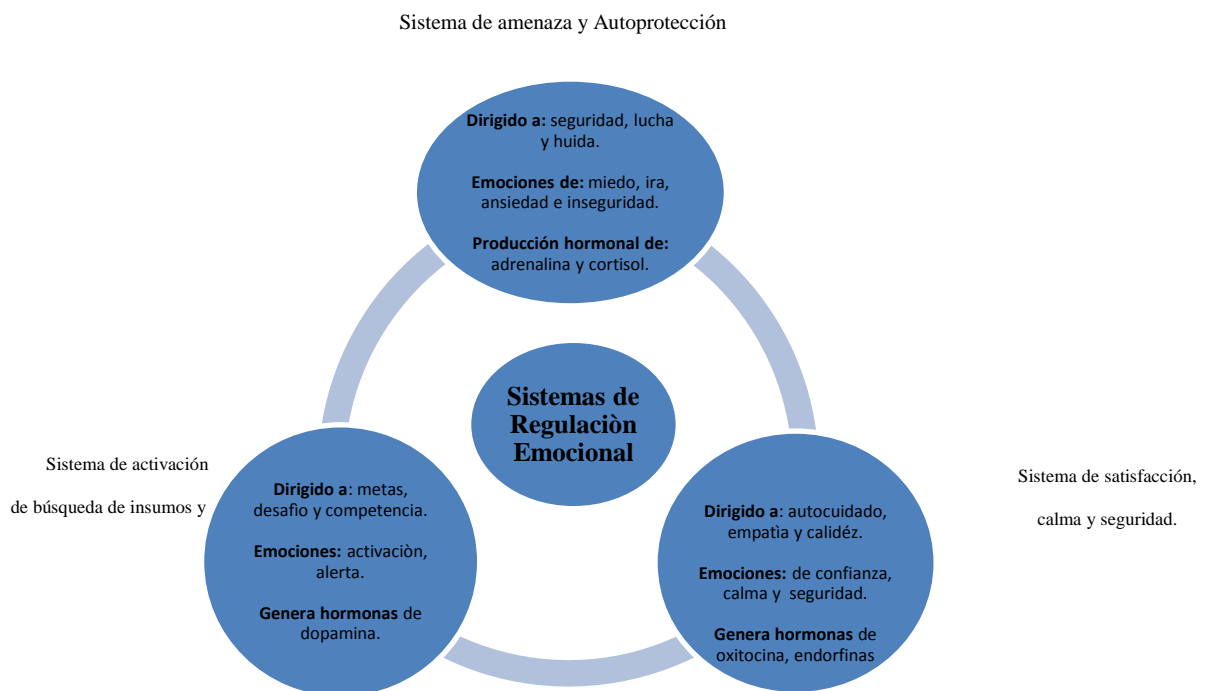 Sistema de amenaza y Autoprotección
Dirigido a: seguridad, lucha
y huida.
Emociones de: miedo, ira,
ansiedad e inseguridad.
Producción hormonal de:
adrenalina y cortisol.
Sistemas de
Regulaciòn
Emocional
Sistema de activación
de búsqueda de insumos y
Dirigido a: metas,
desafìo y competencia.
Emociones: activaciòn,
alerta.
Genera hormonas de
dopamina.
Dirigido a: autocuidado,
empatìa y calidéz.
Emociones: de confianza,
calma y seguridad.
Genera hormonas de
oxitocina, endorfinas
Sistema de satisfacción,
calma y seguridad.